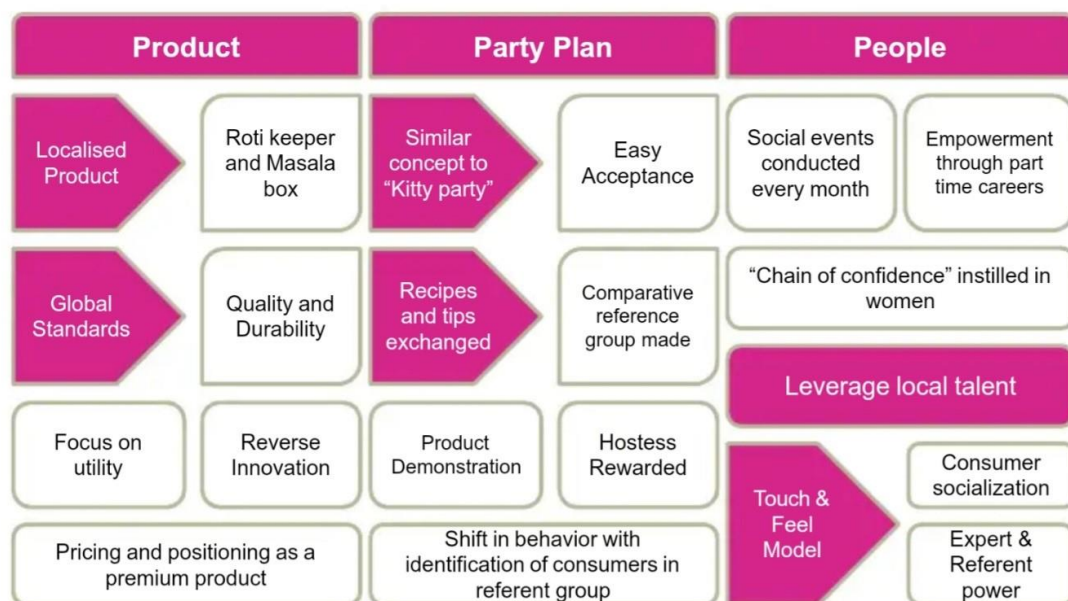 Product
Localised
Product
Roti keeper
and Masala
box
Global
Standards
Quality and
Durability
Focus on
utility
Reverse
Innovation
Pricing and positioning as a
premium product
Party Plan
Similar
concept to
“Kitty party”
Easy
Acceptance
Recipes
and tips
exchanged
Comparative
reference
group made
Product
Demonstration
Hostess
Rewarded
Shift in behavior with
identification of consumers in
referent group
People
Social events
conducted
every month
Empowerment
through part
time careers
“Chain of confidence” instilled in
women
Leverage local talent
Touch &
Feel
Model
Consumer
socialization
Expert &
Referent
power